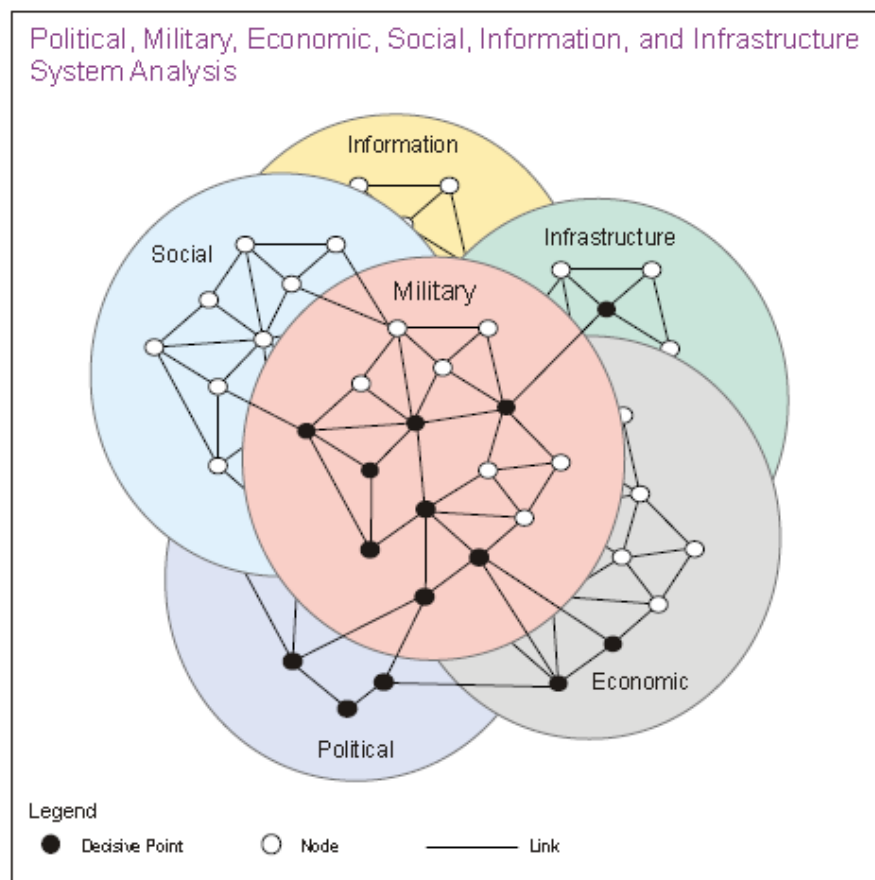 Political, Military, Economic, Social, Information, and Infrastructure
System Analysis
Information
Infrastructure
Social
Military
Economic
Political
Legend
Decisive Point
Node
Link